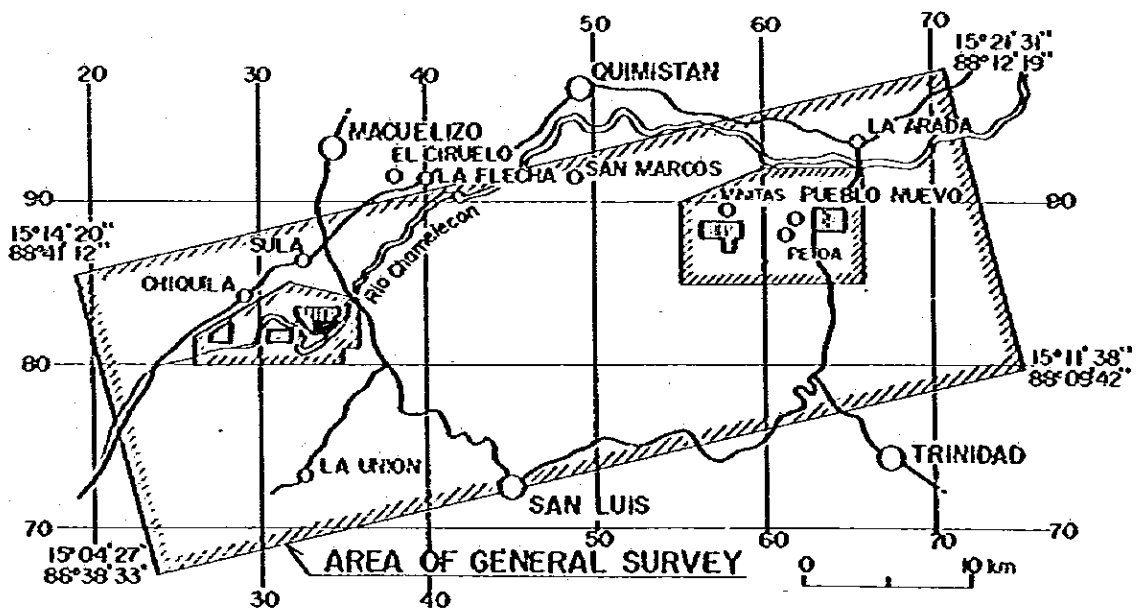 70
50
60
15°21'31"
88°12'19"
20
30
40
QUIMISTAN
MACUELIZO
LA ARADA
EL CIRUELO
LA FLECHA
SAN MARCOS
90
PUEBLO NUEVO
15°14'20"
88°41'12"
SULA
Rio Chamelecon
CHIQUILA
80
80
15°11'38"
88°09'42"
LA UNION
TRINIDAD
SAN LUIS
70
70
50
60
70
15°04'27"
88°38'33"
AREA OF GENERAL SURVEY
0
10 km
30
40